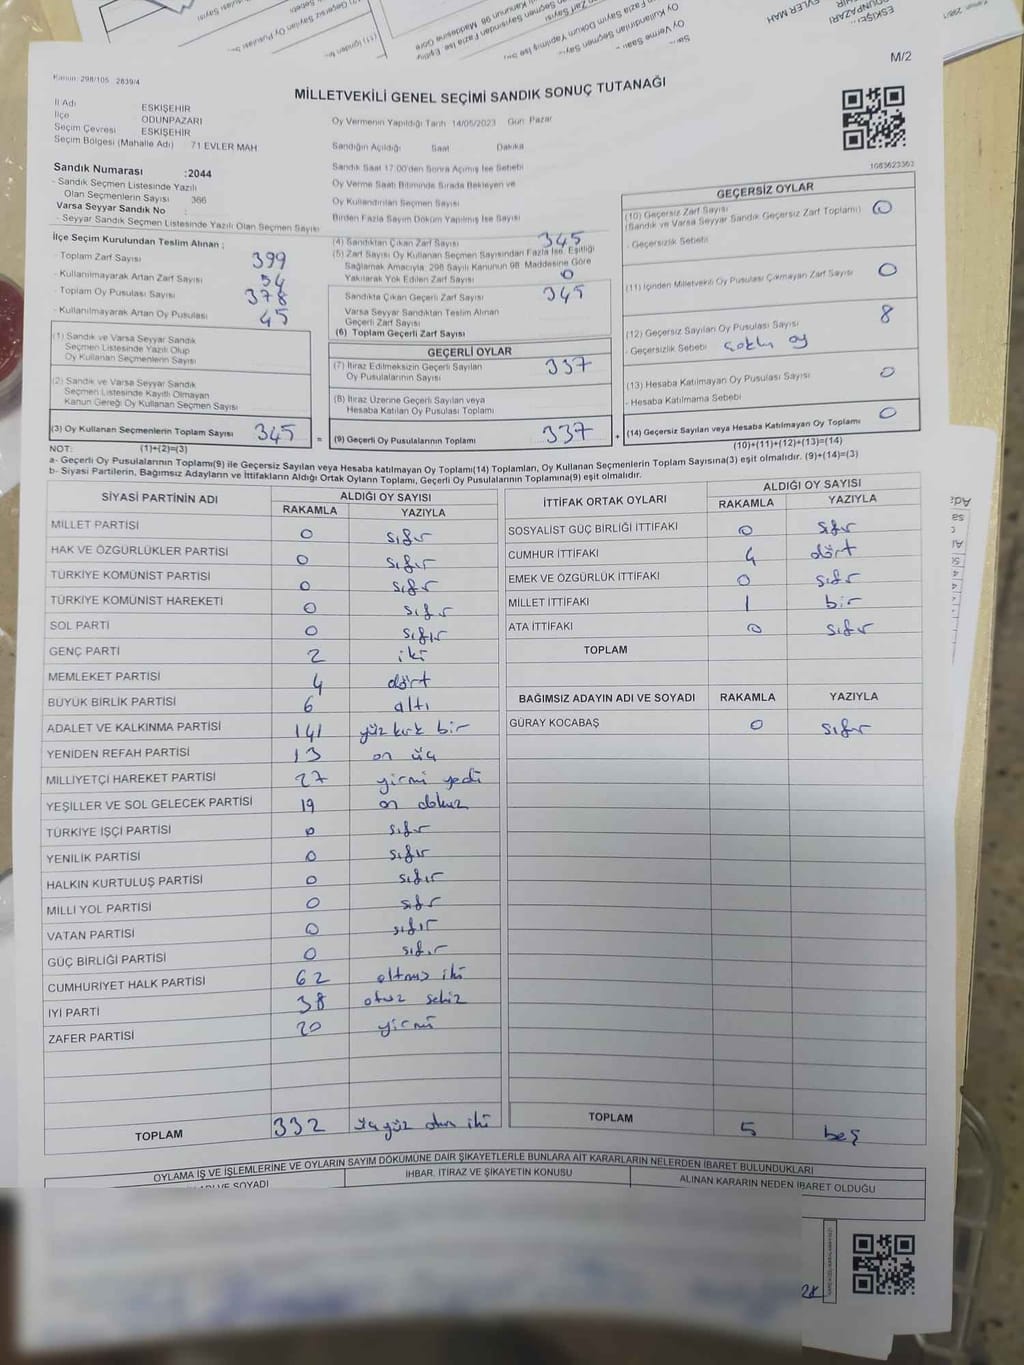 M/2
Kanun: 298/105 2839/4
MİLLETVEKİLİ GENEL SEÇİMİ SANDIK SONUÇ TUTANAĞI
İl Adı ESKİŞEHİR
İlçe ODUNPAZARI
Seçim Çevresi ESKİŞEHİR
Seçim Bölgesi (Mahalle Adı) 71 EVLER MAH
Oy Vermenin Yapıldığı Tarih 14/05/2023 Gün: Pazar
Sandığın Açıldığı Saat Dakika
Sandık Saat 17:00'den Sonra Açılmış İse Sebebi
Oy Verme Saati Bitiminde Sırada Bekleyen ve
Oy Kullandırılan Seçmen Sayısı
Birden Fazla Sayım Döküm Yapılmış İse Sayısı
1083623362
Sandık Numarası :2044
- Sandık Seçmen Listesinde Yazılı
Olan Seçmenlerin Sayısı 366
Varsa Seyyar Sandık No :
- Seyyar Sandık Seçmen Listesinde Yazılı Olan Seçmen Sayısı
İlçe Seçim Kurulundan Teslim Alınan :
- Toplam Zarf Sayısı 399
- Kullanılmayarak Artan Zarf Sayısı 54
- Toplam Oy Pusulası Sayısı 378
- Kullanılmayarak Artan Oy Pusulası 45
(1) Sandık ve Varsa Seyyar Sandık
Seçmen Listesinde Yazılı Olup
Oy Kullanan Seçmenlerin Sayısı
(2) Sandık ve Varsa Seyyar Sandık
Seçmen Listesinde Kayıtlı Olmayan
Kanun Gereği Oy Kullanan Seçmen Sayısı
(3) Oy Kullanan Seçmenlerin Toplam Sayısı 345 =
(4) Sandıktan Çıkan Zarf Sayısı 345
(5) Zarf Sayısı Oy Kullanan Seçmen Sayısından Fazla İse, Eşitliği
Sağlamak Amacıyla 298 Sayılı Kanunun 98. Maddesine Göre
Yakılarak Yok Edilen Zarf Sayısı 0
Sandıkta Çıkan Geçerli Zarf Sayısı 345
Varsa Seyyar Sandıktan Teslim Alınan
Geçerli Zarf Sayısı
(6) Toplam Geçerli Zarf Sayısı
GEÇERLİ OYLAR
(7) İtiraz Edilmeksizin Geçerli Sayılan
Oy Pusulalarının Sayısı 337
(8) İtiraz Üzerine Geçerli Sayılan veya
Hesaba Katılan Oy Pusulası Toplamı
(9) Geçerli Oy Pusulalarının Toplamı 337 +
GEÇERSİZ OYLAR
(10) Geçersiz Zarf Sayısı 0
(Sandık ve Varsa Seyyar Sandık Geçersiz Zarf Toplamı)
- Geçersizlik Sebebi
(11) İçinden Milletvekili Oy Pusulası Çıkmayan Zarf Sayısı 0
(12) Geçersiz Sayılan Oy Pusulası Sayısı 8
- Geçersizlik Sebebi çoklu oy
(13) Hesaba Katılmayan Oy Pusulası Sayısı 0
- Hesaba Katılmama Sebebi
(14) Geçersiz Sayılan veya Hesaba Katılmayan Oy Toplamı 0
NOT: (1)+(2)=(3)
(10)+(11)+(12)+(13)=(14)
a- Geçerli Oy Pusulalarının Toplamı(9) ile Geçersiz Sayılan veya Hesaba katılmayan Oy Toplamı(14) Toplamları, Oy Kullanan Seçmenlerin Toplam Sayısına(3) eşit olmalıdır. (9)+(14)=(3)
b- Siyasi Partilerin, Bağımsız Adayların ve İttifakların Aldığı Ortak Oyların Toplamı, Geçerli Oy Pusulalarının Toplamına(9) eşit olmalıdır.
SİYASİ PARTİNİN ADI ALDIĞI OY SAYISI
RAKAMLA YAZIYLA
MİLLET PARTİSİ 0 sıfır
HAK VE ÖZGÜRLÜKLER PARTİSİ 0 sıfır
TÜRKİYE KOMÜNİST PARTİSİ 0 sıfır
TÜRKİYE KOMÜNİST HAREKETİ 0 sıfır
SOL PARTİ 0 sıfır
GENÇ PARTİ 2 iki
MEMLEKET PARTİSİ 4 dört
BÜYÜK BİRLİK PARTİSİ 6 altı
ADALET VE KALKINMA PARTİSİ 141 yüz kırk bir
YENİDEN REFAH PARTİSİ 13 on üç
MİLLİYETÇİ HAREKET PARTİSİ 27 yirmi yedi
YEŞİLLER VE SOL GELECEK PARTİSİ 19 on dokuz
TÜRKİYE İŞÇİ PARTİSİ 0 sıfır
YENİLİK PARTİSİ 0 sıfır
HALKIN KURTULUŞ PARTİSİ 0 sıfır
MİLLİ YOL PARTİSİ 0 sıfır
VATAN PARTİSİ 0 sıfır
GÜÇ BİRLİĞİ PARTİSİ 0 sıfır
CUMHURİYET HALK PARTİSİ 62 altmış iki
İYİ PARTİ 38 otuz sekiz
ZAFER PARTİSİ 20 yirmi
TOPLAM 332 üçyüz otuz iki
İTTİFAK ORTAK OYLARI ALDIĞI OY SAYISI
RAKAMLA YAZIYLA
SOSYALİST GÜÇ BİRLİĞİ İTTİFAKI 0 sıfır
CUMHUR İTTİFAKI 4 dört
EMEK VE ÖZGÜRLÜK İTTİFAKI 0 sıfır
MİLLET İTTİFAKI 1 bir
ATA İTTİFAKI 0 sıfır
TOPLAM
BAĞIMSIZ ADAYIN ADI VE SOYADI RAKAMLA YAZIYLA
GÜRAY KOCABAŞ 0 sıfır
TOPLAM 5 beş
OYLAMA İŞ VE İŞLEMLERİNE VE OYLARIN SAYIM DÖKÜMÜNE DAİR ŞİKAYETLERLE BUNLARA AİT KARARLARIN NELERDEN İBARET BULUNDUKLARI
VE SOYADI İHBAR, İTİRAZ VE ŞİKAYETİN KONUSU ALINAN KARARIN NEDEN İBARET OLDUĞU